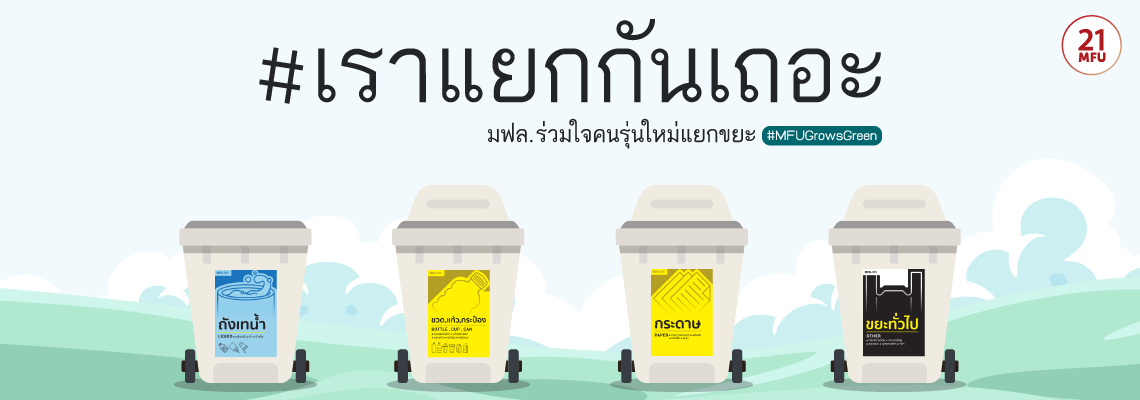 #เราแยกกันเถอะ
21
MFU
มฟล.ร่วมใจคนรุ่นใหม่แยกขยะ #MFUGrowsGreen
ถังเทน้ำ
ขวด,แก้ว,กระป๋อง
BOTTLE , CUP , CAN
กระดาษ
PAPER
ขยะทั่วไป
OTHER